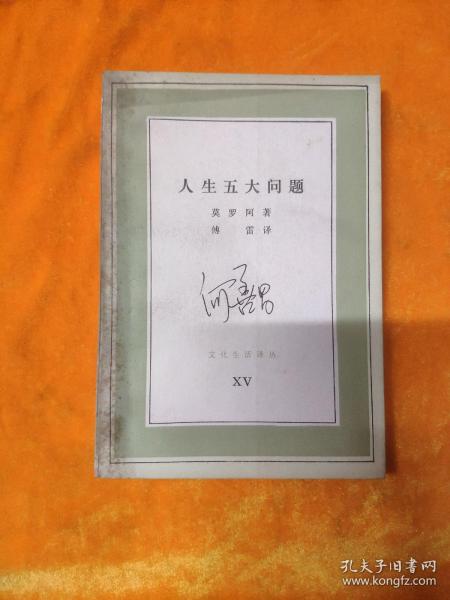 人生五大问题
莫罗阿著
傅雷译
文化生活译丛
XV
孔夫子旧书网
www.kongfz.com